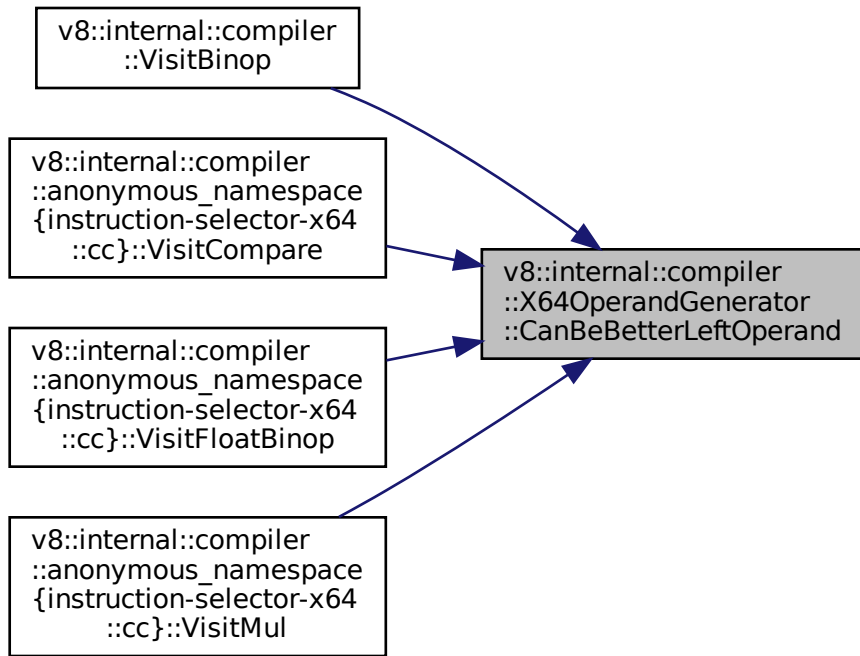 v8::internal::compiler
::VisitBinop
v8::internal::compiler
::anonymous_namespace
{instruction-selector-x64
::cc}::VisitCompare
v8::internal::compiler
::X64OperandGenerator
::CanBeBetterLeftOperand
v8::internal::compiler
::anonymous_namespace
{instruction-selector-x64
::cc}::VisitFloatBinop
v8::internal::compiler
::anonymous_namespace
{instruction-selector-x64
::cc}::VisitMul